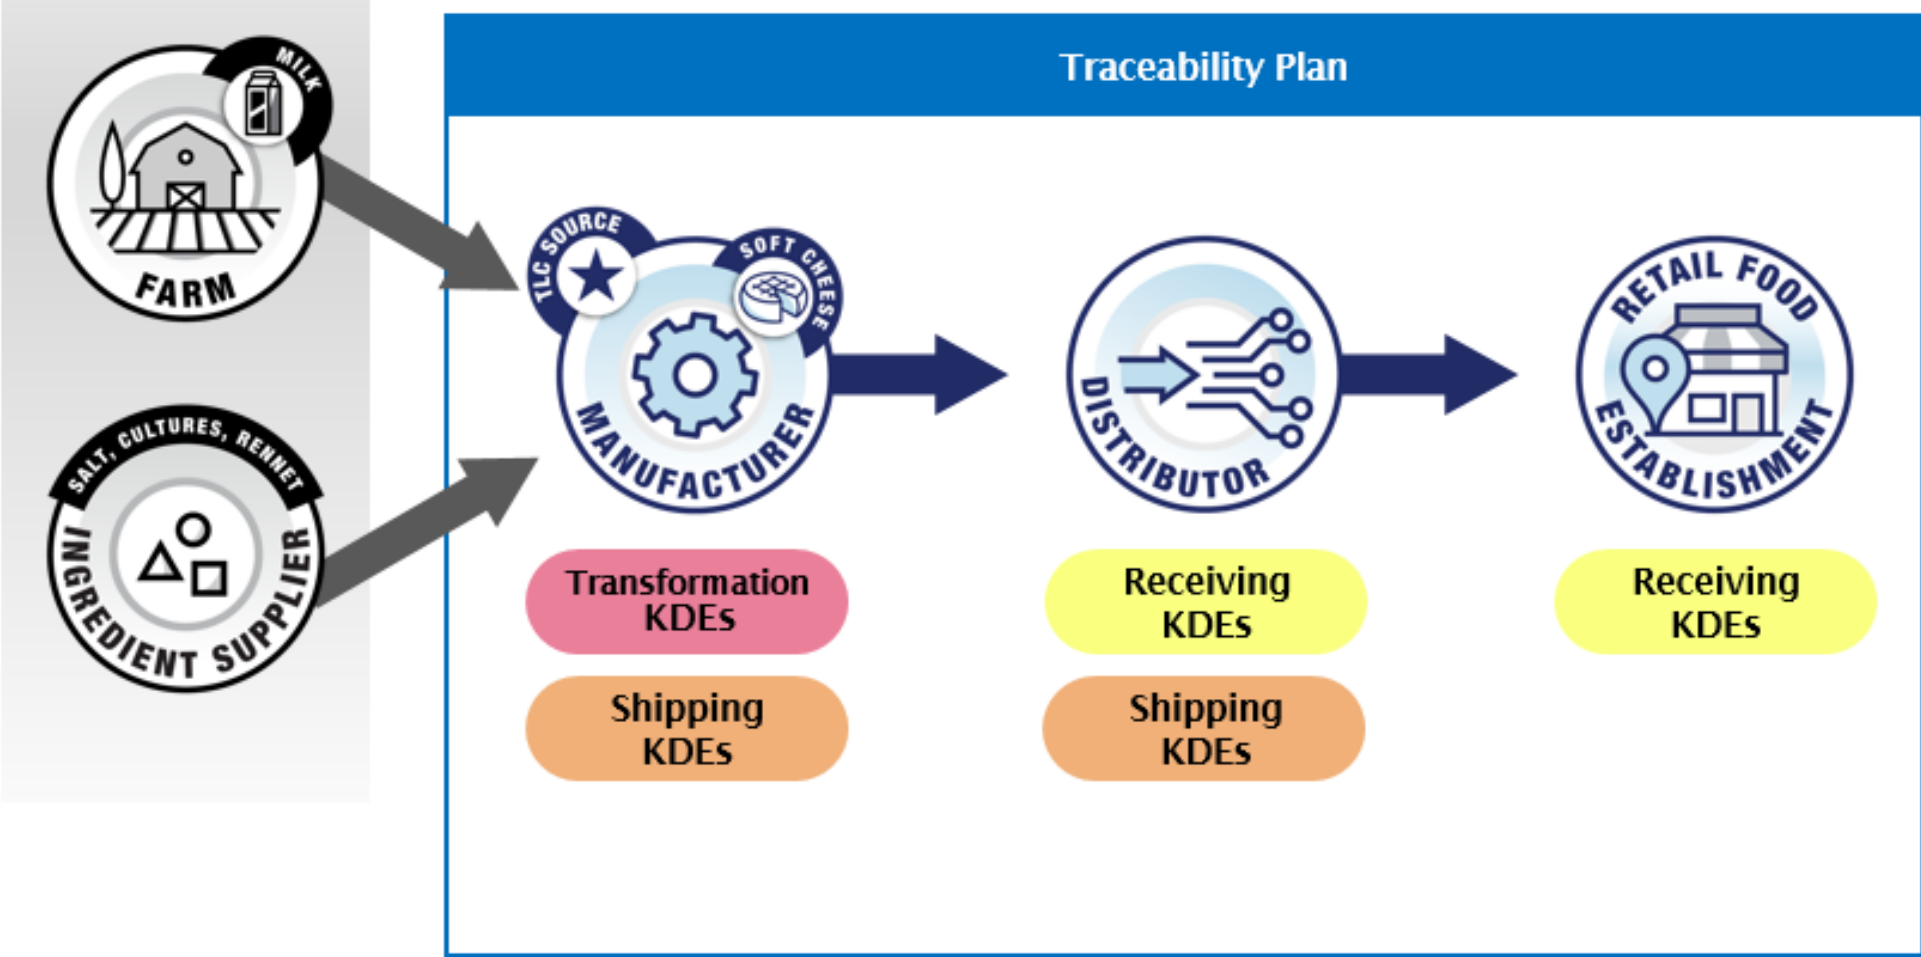 Traceability Plan
MILK
FARM
SALT, CULTURES, RENNET
INGREDIENT SUPPLIER
TLC SOURCE
SOFT CHEESE
MANUFACTURER
Transformation
KDEs
Shipping
KDEs
DISTRIBUTOR
Receiving
KDEs
Shipping
KDEs
RETAIL FOOD
ESTABLISHMENT
Receiving
KDEs